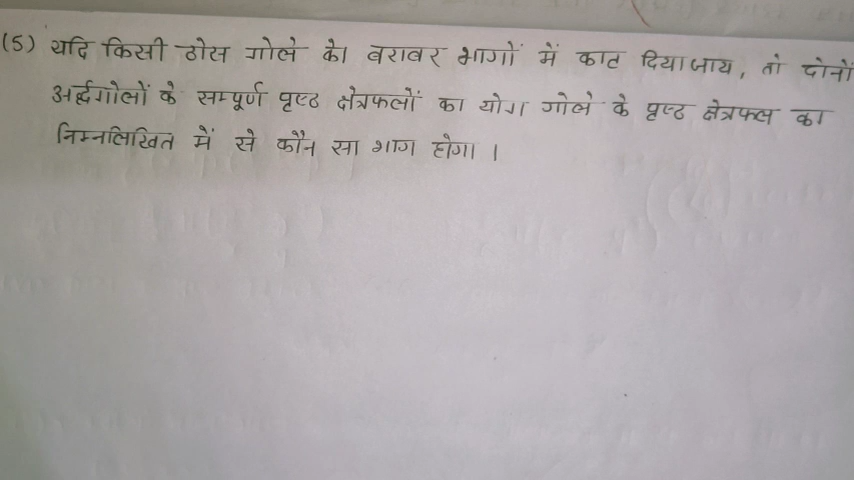 (5) यदि किसी ठोस गोले को बराबर भागों में काट दिया जाय, तो दोनों
अर्द्धगोलों के सम्पूर्ण पृष्ठ क्षेत्रफलों का योग गोले के पृष्ठ क्षेत्रफल का
निम्नलिखित में से कौन सा भाग होगा ।